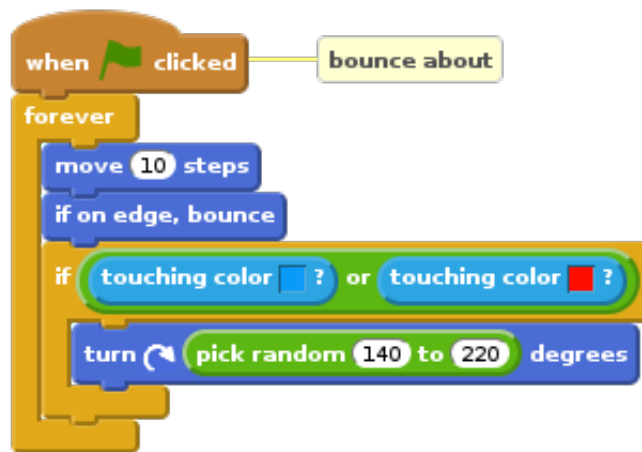 when clicked
bounce about
forever
move 10 steps
if on edge, bounce
if touching color ? or touching color ?
turn pick random 140 to 220 degrees